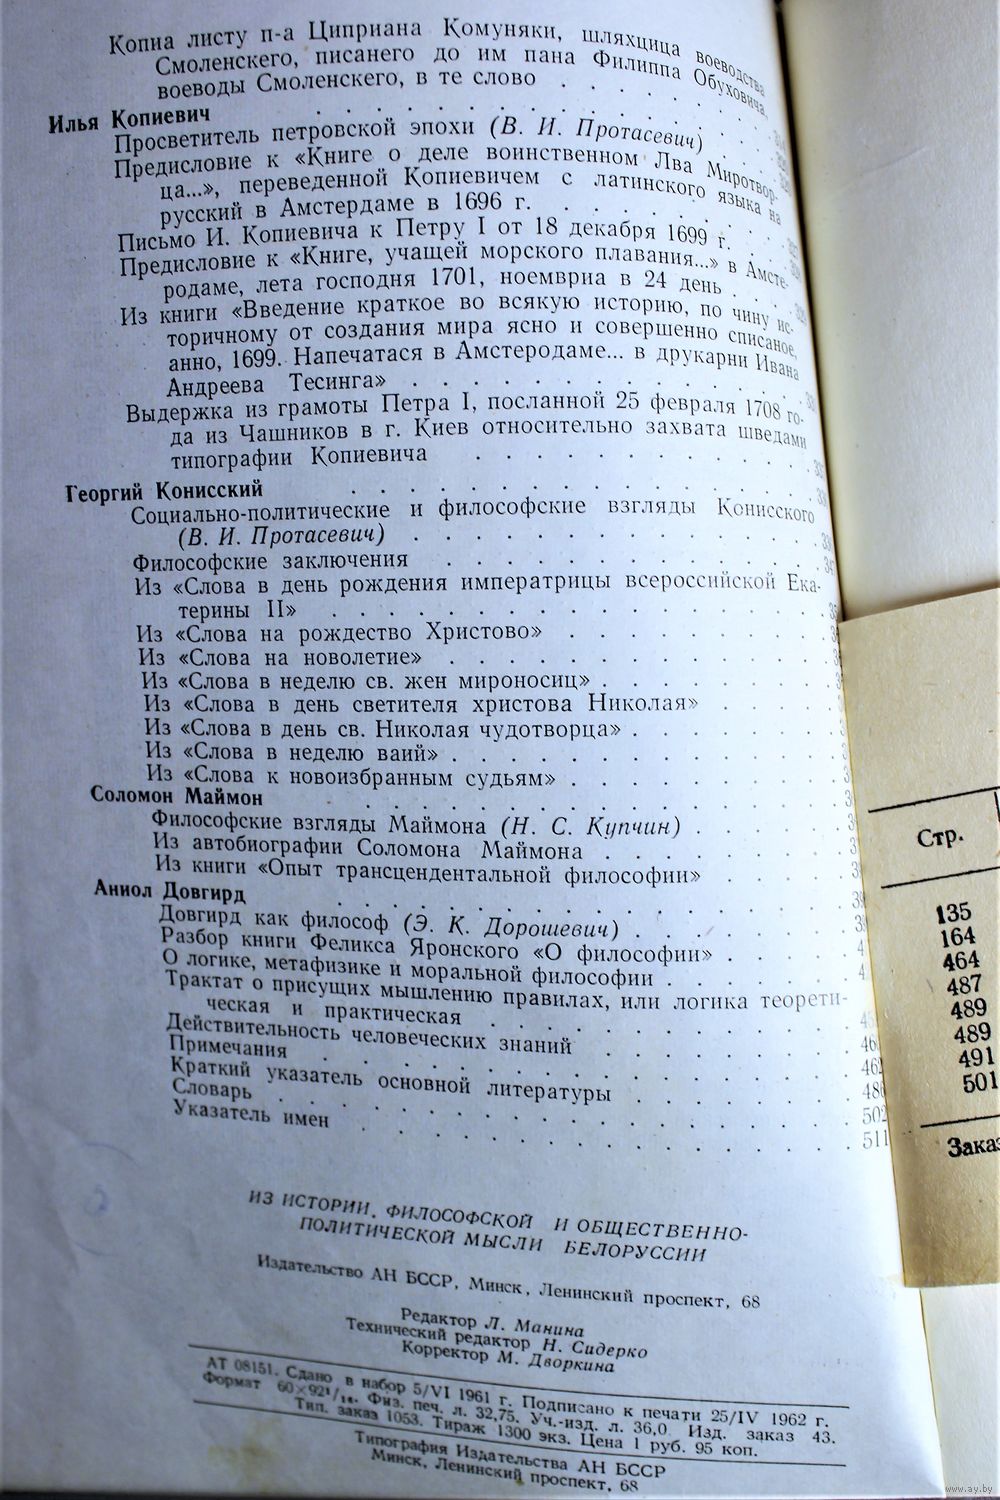 Копиа листу п-а Циприана Комуняки, шляхцица воеводства
Смоленскего, писанего до им пана Филиппа Обуховича,
воеводы Смоленскего, в те слово . . . . . . . .
Илья Копиевич . . . . . . . . . . . .
Просветитель петровской эпохи (В. И. Протасевич) . . .
Предисловие к «Книге о деле воинственном Лва Миротвор-
ца...», переведенной Копиевичем с латинского языка на
русский в Амстердаме в 1696 г. . . . . . . . .
Письмо И. Копиевича к Петру I от 18 декабря 1699 г. . . .
Предисловие к «Книге, учащей морского плавания...» в Амсте-
родаме, лета господня 1701, ноемвриа в 24 день . . . .
Из книги «Введение краткое во всякую историю, по чину ис-
торичному от создания мира ясно и совершенно списаное,
анно, 1699. Напечатася в Амстеродаме... в друкарни Ивана
Андреева Тесинга» . . . . . . . . . . . .
Выдержка из грамоты Петра I, посланной 25 февраля 1708 го-
да из Чашников в г. Киев относительно захвата шведами
типографии Копиевича . . . . . . . . . . .
Георгий Конисский . . . . . . . . . . . .
Социально-политические и философские взгляды Конисского
(В. И. Протасевич) . . . . . . . . . . . .
Философские заключения . . . . . . . . . . .
Из «Слова в день рождения императрицы всероссийской Ека-
терины II» . . . . . . . . . . . . . .
Из «Слова на рождество Христово» . . . . . . .
Из «Слова на новолетие» . . . . . . . . . .
Из «Слова в неделю св. жен мироносиц» . . . . . .
Из «Слова в день светителя христова Николая» . . . .
Из «Слова в день св. Николая чудотворца» . . . . . .
Из «Слова в неделю ваий» . . . . . . . . . .
Из «Слова к новоизбранным судьям» . . . . . . .
Соломон Маймон . . . . . . . . . . . .
Философские взгляды Маймона (Н. С. Купчин) . . . . .
Из автобиографии Соломона Маймона . . . . . . .
Из книги «Опыт трансцендентальной философии» . . . .
Аниол Довгирд . . . . . . . . . . . .
Довгирд как философ (Э. К. Дорошевич) . . . . . .
Разбор книги Феликса Яронского «О философии» . . . .
О логике, метафизике и моральной философии . . . . .
Трактат о присущих мышлению правилах, или логика теорети-
ческая и практическая . . . . . . . . . .
Действительность человеческих знаний . . . . . .
Примечания . . . . . . . . . . . . . 462
Краткий указатель основной литературы . . . . . . 486
Словарь . . . . . . . . . . . . . . 502
Указатель имен . . . . . . . . . . . . 511
ИЗ ИСТОРИИ ФИЛОСОФСКОЙ И ОБЩЕСТВЕННО-
ПОЛИТИЧЕСКОЙ МЫСЛИ БЕЛОРУССИИ
Издательство АН БССР, Минск, Ленинский проспект, 68
Редактор Л. Манина
Технический редактор Н. Сидерко
Корректор М. Дворкина
АТ 08151. Сдано в набор 5/VI 1961 г. Подписано к печати 25/IV 1962 г.
Формат 60×92¹/₁₆. Физ. печ. л. 32,75. Уч.-изд. л. 36,0 Изд. заказ 43.
Тип. заказ 1053. Тираж 1300 экз. Цена 1 руб. 95 коп.
Типография Издательства АН БССР
Минск, Ленинский проспект, 68
Стр.
135
164
464
487
489
489
491
501
Заказ
www.ay.by